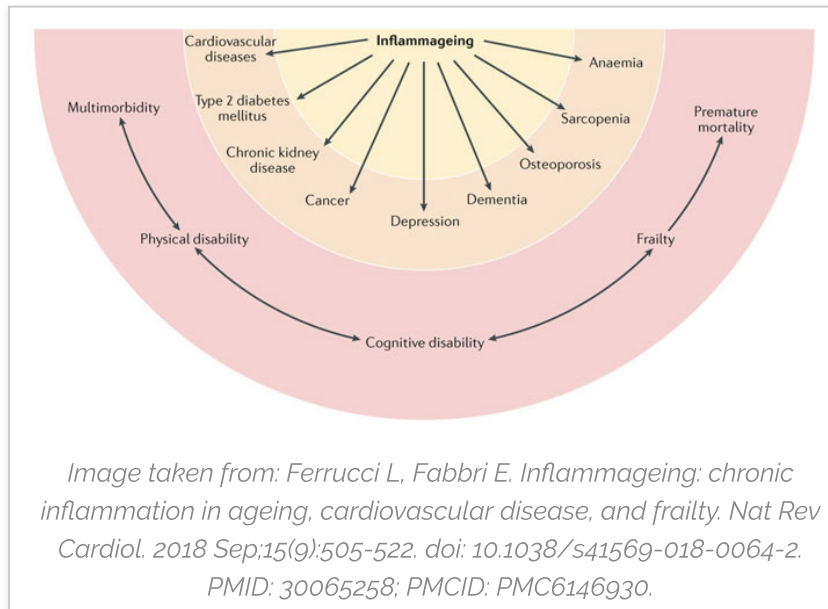 Inflammageing
Cardiovascular
diseases
Type 2 diabetes
mellitus
Chronic kidney
disease
Cancer
Depression
Dementia
Osteoporosis
Sarcopenia
Anaemia
Multimorbidity
Physical disability
Cognitive disability
Frailty
Premature
mortality
Image taken from: Ferrucci L, Fabbri E. Inflammageing: chronic
inflammation in ageing, cardiovascular disease, and frailty. Nat Rev
Cardiol. 2018 Sep;15(9):505-522. doi: 10.1038/s41569-018-0064-2.
PMID: 30065258; PMCID: PMC6146930.